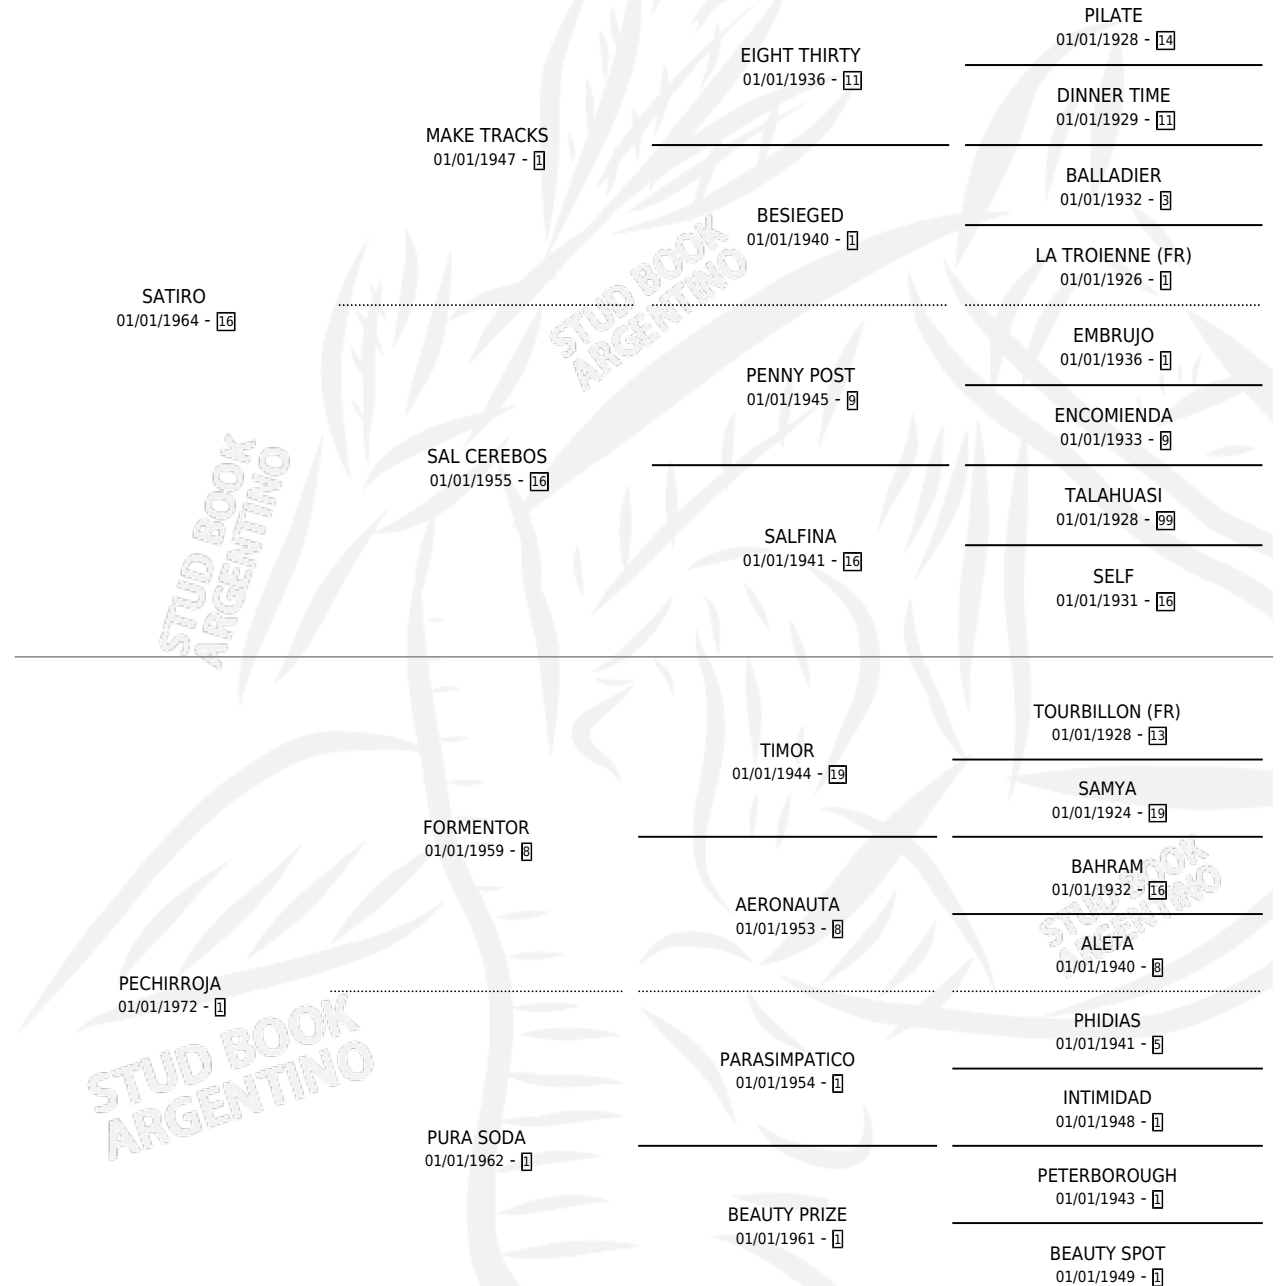 PILATE
01/01/1928 - 14
EIGHT THIRTY
01/01/1936 - 11
DINNER TIME
01/01/1929 - 11
MAKE TRACKS
01/01/1947 - 1
BALLADIER
01/01/1932 - 3
BESIEGED
01/01/1940 - 1
LA TROIENNE (FR)
01/01/1926 - 1
SATIRO
01/01/1964 - 16
EMBRUJO
01/01/1936 - 1
PENNY POST
01/01/1945 - 9
ENCOMIENDA
01/01/1933 - 9
SAL CEREBOS
01/01/1955 - 16
TALAHUASI
01/01/1928 - 99
SALFINA
01/01/1941 - 16
SELF
01/01/1931 - 16
STUD BOOK
ARGENTINO
STUD BOOK
ARGENTINO
TOURBILLON (FR)
01/01/1928 - 13
TIMOR
01/01/1944 - 19
SAMYA
01/01/1924 - 19
FORMENTOR
01/01/1959 - 8
BAHRAM
01/01/1932 - 16
AERONAUTA
01/01/1953 - 8
ALETA
01/01/1940 - 8
STUD BOOK
ARGENTINO
PECHIRROJA
01/01/1972 - 1
PHIDIAS
01/01/1941 - 5
PARASIMPATICO
01/01/1954 - 1
INTIMIDAD
01/01/1948 - 1
PURA SODA
01/01/1962 - 1
PETERBOROUGH
01/01/1943 - 1
BEAUTY PRIZE
01/01/1961 - 1
BEAUTY SPOT
01/01/1949 - 1
STUD BOOK
ARGENTINO